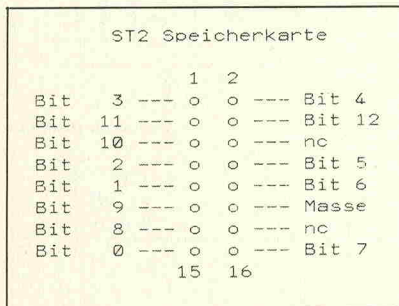 ST2 Speicherkarte
1 2
Bit 3 --- o o --- Bit 4
Bit 11 --- o o --- Bit 12
Bit 10 --- o o --- nc
Bit 2 --- o o --- Bit 5
Bit 1 --- o o --- Bit 6
Bit 9 --- o o --- Masse
Bit 8 --- o o --- nc
Bit 0 --- o o --- Bit 7
15 16